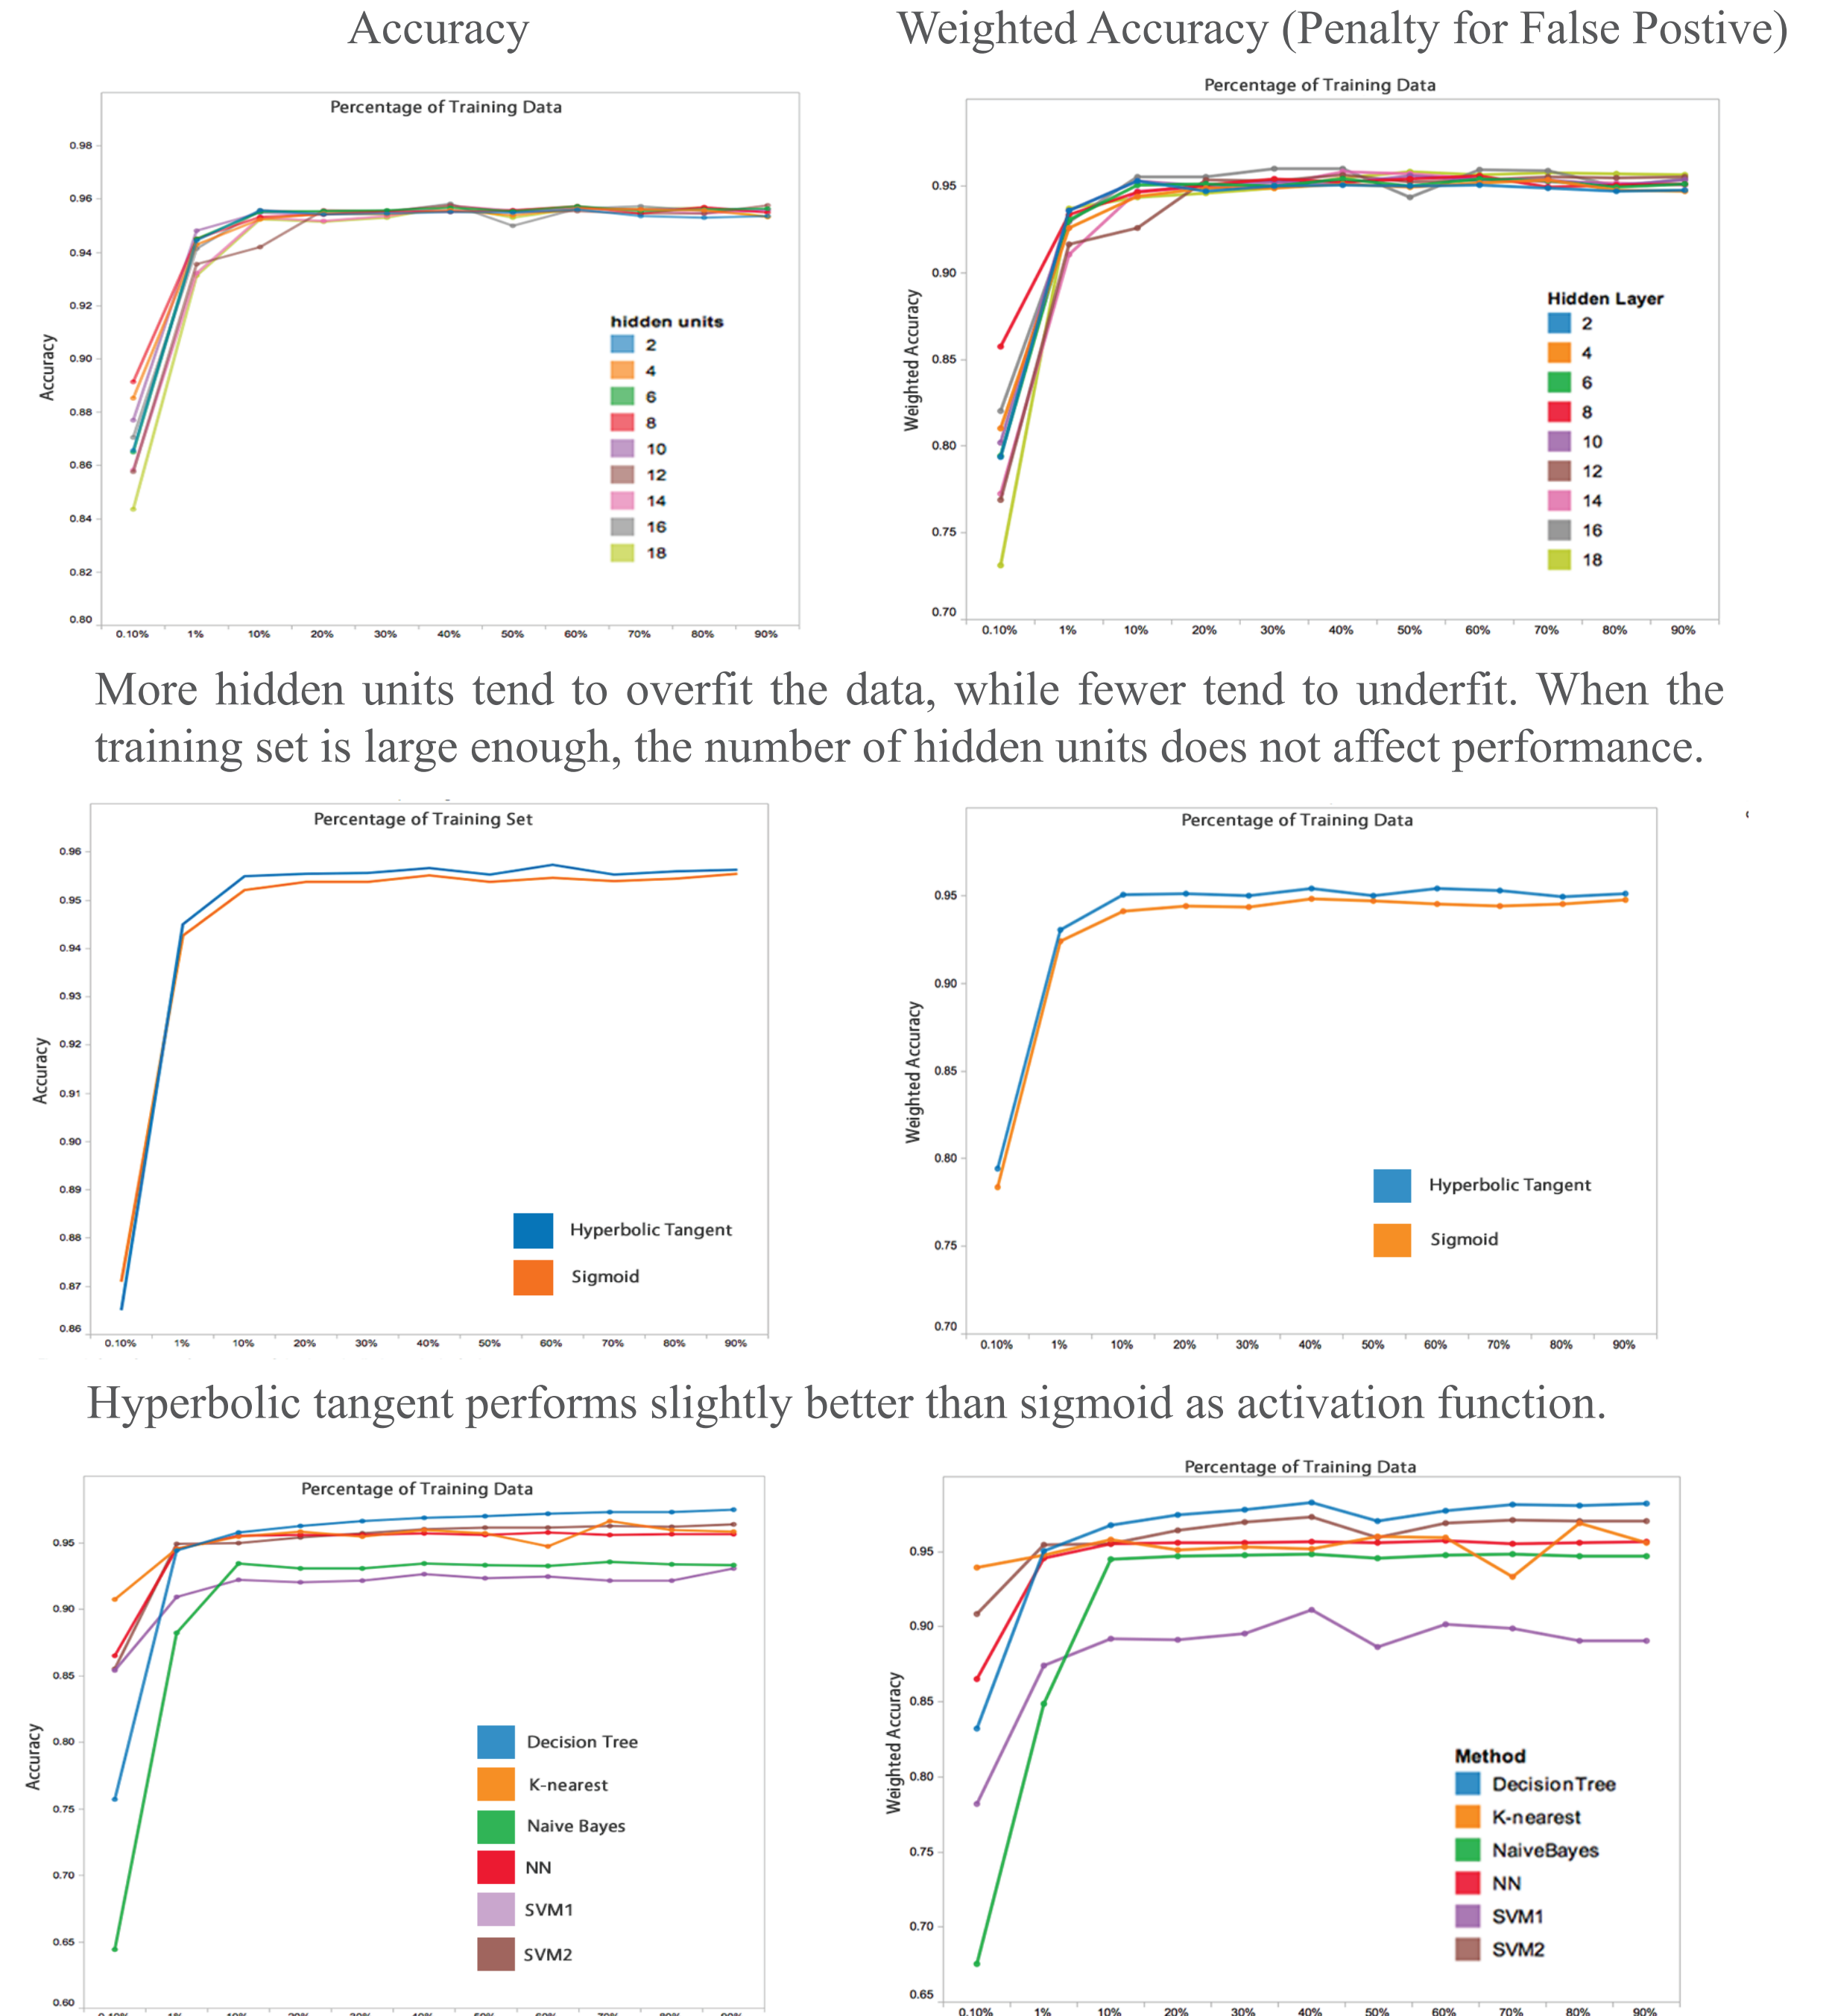 Accuracy
Weighted Accuracy (Penalty for False Postive)
Percentage of Training Data
0.98
0.96
0.94
0.92
0.90
0.88
0.86
0.84
0.82
0.80
Accuracy
hidden units
2
4
6
8
10
12
14
16
18
0.10% 1% 10% 20% 30% 40% 50% 60% 70% 80% 90%
Percentage of Training Data
0.95
0.90
0.85
0.80
0.75
0.70
Weighted Accuracy
Hidden Layer
2
4
6
8
10
12
14
16
18
0.10% 1% 10% 20% 30% 40% 50% 60% 70% 80% 90%
More hidden units tend to overfit the data, while fewer tend to underfit. When the
training set is large enough, the number of hidden units does not affect performance.
Percentage of Training Set
0.96
0.95
0.94
0.93
0.92
0.91
0.90
0.89
0.88
0.87
0.86
Accuracy
Hyperbolic Tangent
Sigmoid
0.10% 1% 10% 20% 30% 40% 50% 60% 70% 80% 90%
Percentage of Training Data
0.95
0.90
0.85
0.80
0.75
0.70
Weighted Accuracy
Hyperbolic Tangent
Sigmoid
0.10% 1% 10% 20% 30% 40% 50% 60% 70% 80% 90%
Hyperbolic tangent performs slightly better than sigmoid as activation function.
Percentage of Training Data
0.95
0.90
0.85
0.80
0.75
0.70
0.65
0.60
Accuracy
Decision Tree
K-nearest
Naive Bayes
NN
SVM1
SVM2
Percentage of Training Data
0.95
0.90
0.85
0.80
0.75
0.70
0.65
Weighted Accuracy
Method
DecisionTree
K-nearest
NaiveBayes
NN
SVM1
SVM2
0.10% 1% 10% 20% 30% 40% 50% 60% 70% 80% 90%